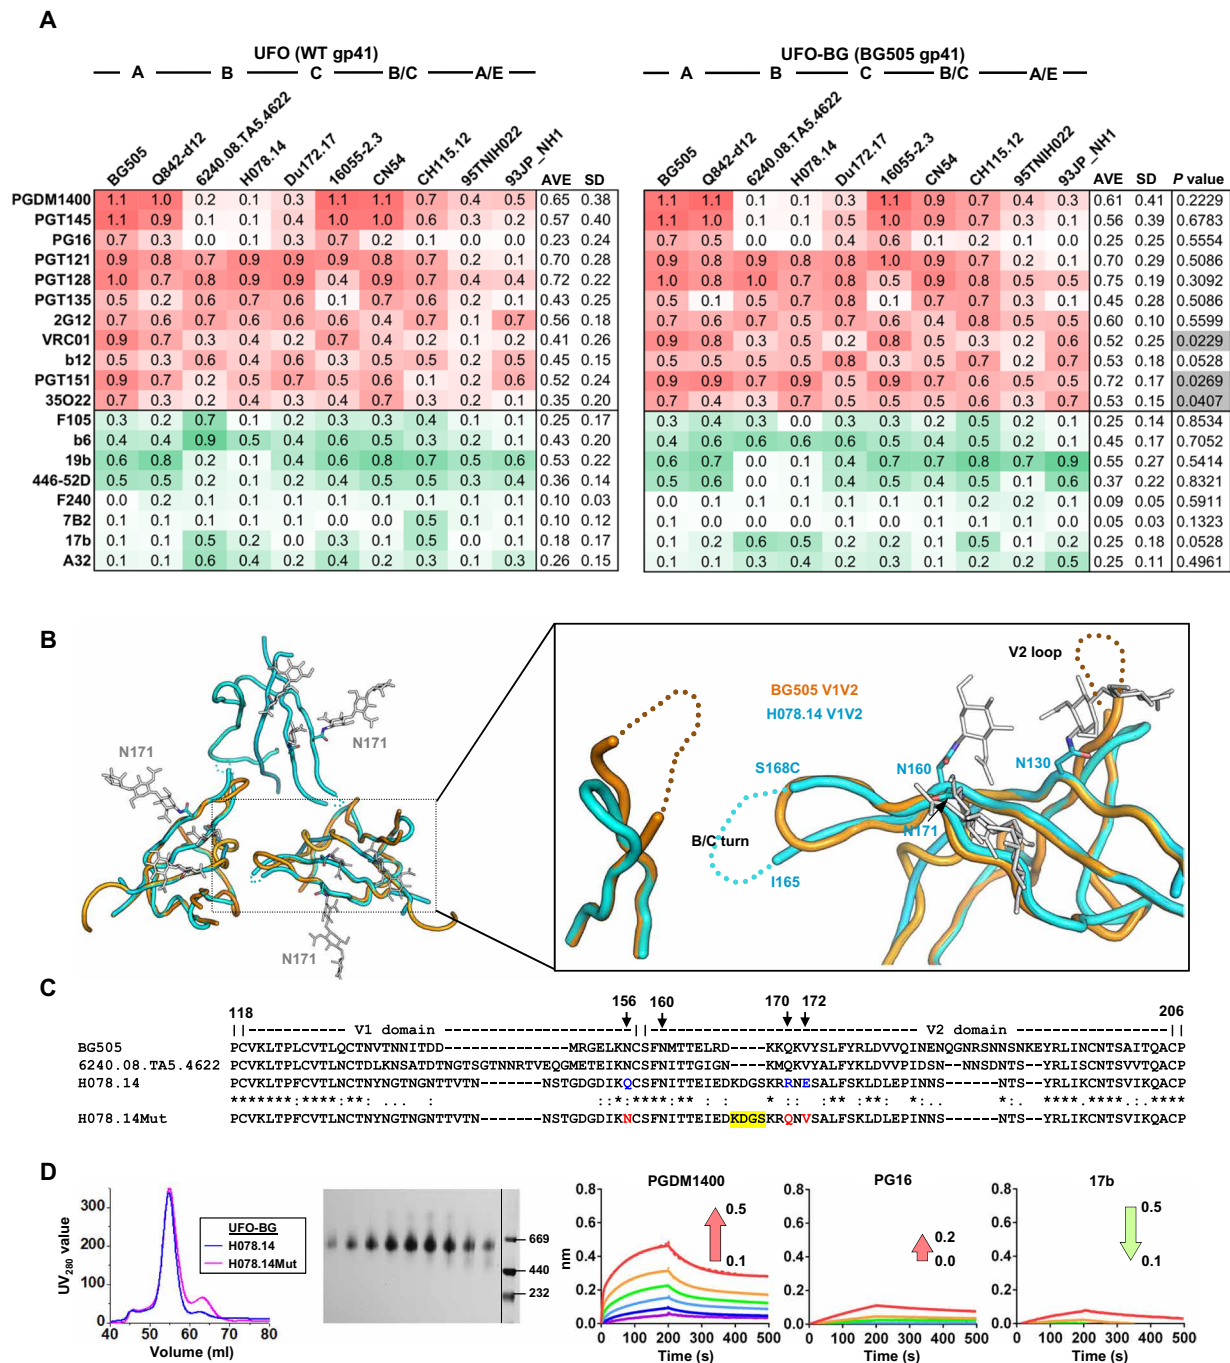 A
UFO (WT gp41)
A B C B/C A/E
BG505 Q842-d12 6240.08.TA5.4622 H078.14 Du172.17 16055-2.3 CN54 CH115.12 95TNIH022 93JP_NH1 AVE SD
PGDM1400 1.1 1.0 0.2 0.1 0.3 1.1 1.1 0.7 0.4 0.5 0.65 0.38
PGT145 1.1 0.9 0.1 0.1 0.4 1.0 1.0 0.6 0.3 0.2 0.57 0.40
PG16 0.7 0.3 0.0 0.1 0.3 0.7 0.2 0.1 0.0 0.0 0.23 0.24
PGT121 0.9 0.8 0.7 0.9 0.9 0.9 0.8 0.7 0.2 0.1 0.70 0.28
PGT128 1.0 0.7 0.8 0.9 0.9 0.4 0.9 0.7 0.4 0.4 0.72 0.22
PGT135 0.5 0.2 0.6 0.7 0.6 0.1 0.7 0.6 0.2 0.1 0.43 0.25
2G12 0.7 0.6 0.7 0.6 0.6 0.6 0.4 0.7 0.1 0.7 0.56 0.18
VRC01 0.9 0.7 0.3 0.4 0.2 0.7 0.4 0.2 0.1 0.2 0.41 0.26
b12 0.5 0.3 0.6 0.4 0.6 0.3 0.5 0.5 0.2 0.5 0.45 0.15
PGT151 0.9 0.7 0.2 0.5 0.7 0.5 0.6 0.1 0.2 0.6 0.52 0.24
35O22 0.7 0.3 0.2 0.4 0.3 0.4 0.7 0.2 0.2 0.3 0.35 0.20
F105 0.3 0.2 0.7 0.1 0.2 0.3 0.3 0.4 0.1 0.1 0.25 0.17
b6 0.4 0.4 0.9 0.5 0.4 0.6 0.5 0.3 0.2 0.1 0.43 0.20
19b 0.6 0.8 0.2 0.1 0.4 0.6 0.8 0.7 0.5 0.6 0.53 0.22
446-52D 0.5 0.5 0.2 0.1 0.2 0.4 0.5 0.5 0.3 0.4 0.36 0.14
F240 0.0 0.2 0.1 0.1 0.1 0.1 0.1 0.1 0.1 0.1 0.10 0.03
7B2 0.1 0.1 0.1 0.1 0.1 0.0 0.0 0.5 0.1 0.1 0.10 0.12
17b 0.1 0.1 0.5 0.2 0.0 0.3 0.1 0.5 0.0 0.1 0.18 0.17
A32 0.1 0.1 0.6 0.4 0.2 0.4 0.2 0.3 0.1 0.3 0.26 0.15
UFO-BG (BG505 gp41)
A B C B/C A/E
BG505 Q842-d12 6240.08.TA5.4622 H078.14 Du172.17 16055-2.3 CN54 CH115.12 95TNIH022 93JP_NH1 AVE SD P value
1.1 1.1 0.1 0.1 0.3 1.1 0.9 0.7 0.4 0.3 0.61 0.41 0.2229
1.1 1.0 0.1 0.1 0.2 1.0 0.9 0.7 0.3 0.1 0.56 0.39 0.6783
0.7 0.5 0.0 0.0 0.4 0.6 0.1 0.2 0.0 0.0 0.25 0.25 0.5554
0.9 0.8 0.9 0.8 0.8 1.0 0.9 0.7 0.1 0.1 0.70 0.29 0.5086
1.0 0.8 1.0 0.7 0.8 0.5 0.9 0.8 0.5 0.5 0.75 0.19 0.3092
0.5 0.1 0.5 0.7 0.8 0.1 0.7 0.8 0.3 0.1 0.45 0.28 0.5086
0.7 0.6 0.7 0.5 0.7 0.6 0.4 0.8 0.5 0.5 0.60 0.10 0.5599
0.9 0.8 0.3 0.5 0.2 0.8 0.5 0.3 0.2 0.6 0.52 0.25 0.0229
0.5 0.3 0.5 0.5 0.8 0.3 0.5 0.7 0.2 0.7 0.53 0.18 0.0528
0.9 0.9 0.7 0.9 0.5 0.9 0.7 0.6 0.5 0.5 0.72 0.17 0.0269
0.7 0.4 0.3 0.7 0.5 0.5 0.6 0.3 0.5 0.7 0.53 0.15 0.0407
0.3 0.4 0.3 0.0 0.3 0.2 0.2 0.5 0.1 0.1 0.25 0.14 0.8534
0.4 0.6 0.6 0.6 0.6 0.5 0.4 0.5 0.2 0.1 0.45 0.17 0.7052
0.6 0.7 0.2 0.1 0.4 0.7 0.7 0.8 0.7 0.9 0.55 0.27 0.5414
0.5 0.6 0.0 0.1 0.2 0.4 0.5 0.5 0.1 0.6 0.37 0.22 0.8321
0.0 0.2 0.0 0.1 0.1 0.1 0.1 0.2 0.2 0.1 0.09 0.05 0.5911
0.1 0.0 0.0 0.0 0.1 0.0 0.1 0.1 0.0 0.1 0.05 0.03 0.1323
0.1 0.2 0.6 0.5 0.2 0.1 0.2 0.5 0.1 0.2 0.25 0.18 0.0528
0.1 0.1 0.3 0.4 0.2 0.3 0.2 0.3 0.2 0.5 0.25 0.11 0.4961
B
N171
N171
N171
V2 loop
BG505 V1V2
H078.14 V1V2
S168C
N160
N130
N171
B/C turn
I165
C
118 156 160 170 172 206
||---------- V1 domain -----------------||-------------------------- V2 domain ----------------||
BG505 PCVKLTPLCVTLQCTNVTNNITDD--------------MRGELKNCSFNMTTELRD----KKQKVYSLFYRLDVVQINENQGNRSNNSNKEYRLINCNTSAITQACP
6240.08.TA5.4622 PCVKLTPLCVTLNCTDLKNSATDTNGTSGTNNRTVEQGMETEIKNCSFNITTGIGN----KMQKVDYALFYKLDVVPIDNDNTS----YRLINCNTSVITQACP
H078.14 PCVKLTPLCVTLNCTNYNGTNGNTTVTN-------NSTGDGDIKQCSFNITTEIEDKDGSKRRNESALFSKLDLEPINNS-----NTS--YRLIKCNTSVIKQACP
H078.14Mut PCVKLTPFCVTLNCTNYNGTNGNTTVTN-------NSTGDGDIKNCSFNITTEIEDKDGSKRQNVSALFSKLDLEPINNS-----NTS--YRLIKCNTSVIKQACP
D
UV280 value
300
200
100
0
40 50 60 70 80
Volume (ml)
UFO-BG
H078.14
H078.14Mut
669
440
232
PGDM1400
nm
0.8
0.6
0.4
0.2
0.0
0 100 200 300 400 500
Time (s)
0.5
0.1
PG16
0.8
0.6
0.4
0.2
0.0
0 100 200 300 400 500
Time (s)
0.2
0.0
17b
0.8
0.6
0.4
0.2
0.0
0 100 200 300 400 500
Time (s)
0.5
0.1